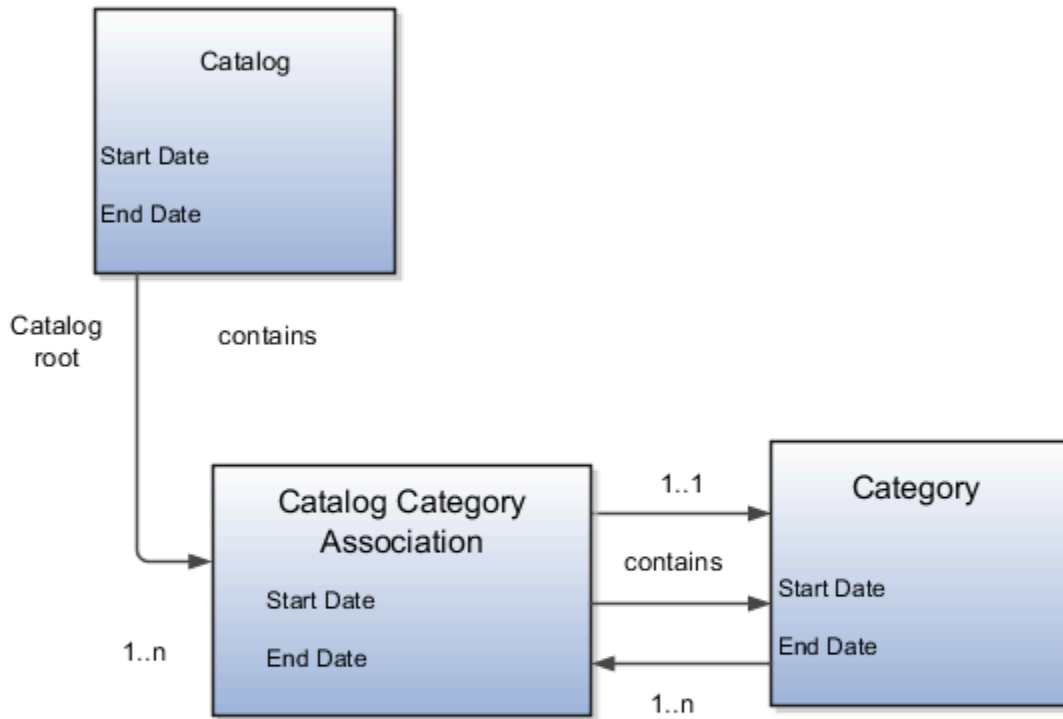 Catalog
Start Date
End Date
Catalog
root
contains
Catalog Category
Association
Start Date
End Date
1..n
1..1
contains
1..n
Category
Start Date
End Date